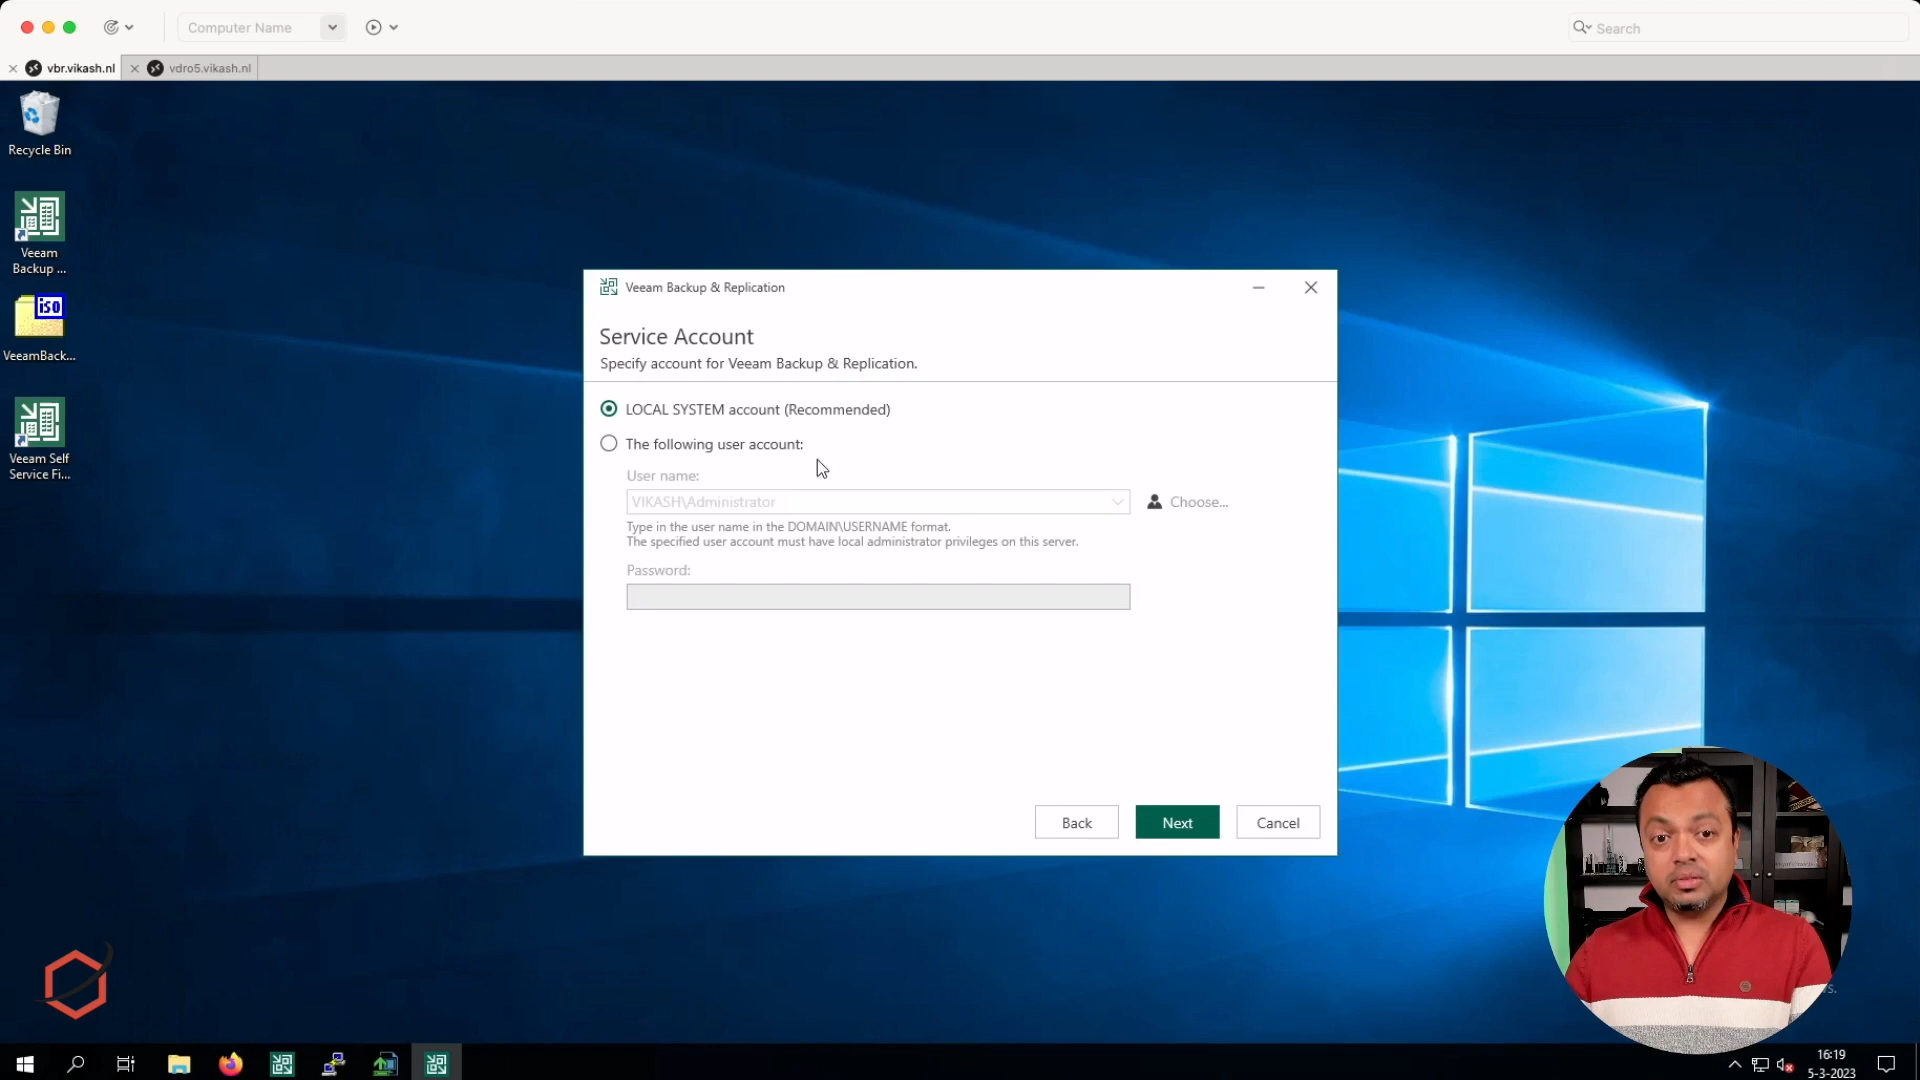 Computer Name
Search
vbr.vikash.nl
vdro5.vikash.nl
Recycle Bin
Veeam
Backup ...
iso
VeeamBack...
Veeam Self
Service Fi...
Veeam Backup & Replication
Service Account
Specify account for Veeam Backup & Replication.
LOCAL SYSTEM account (Recommended)
The following user account:
User name:
VIKASH\Administrator
Choose...
Type in the user name in the DOMAIN\USERNAME format.
The specified user account must have local administrator privileges on this server.
Password:
Back
Next
Cancel
16:19
5-3-2023